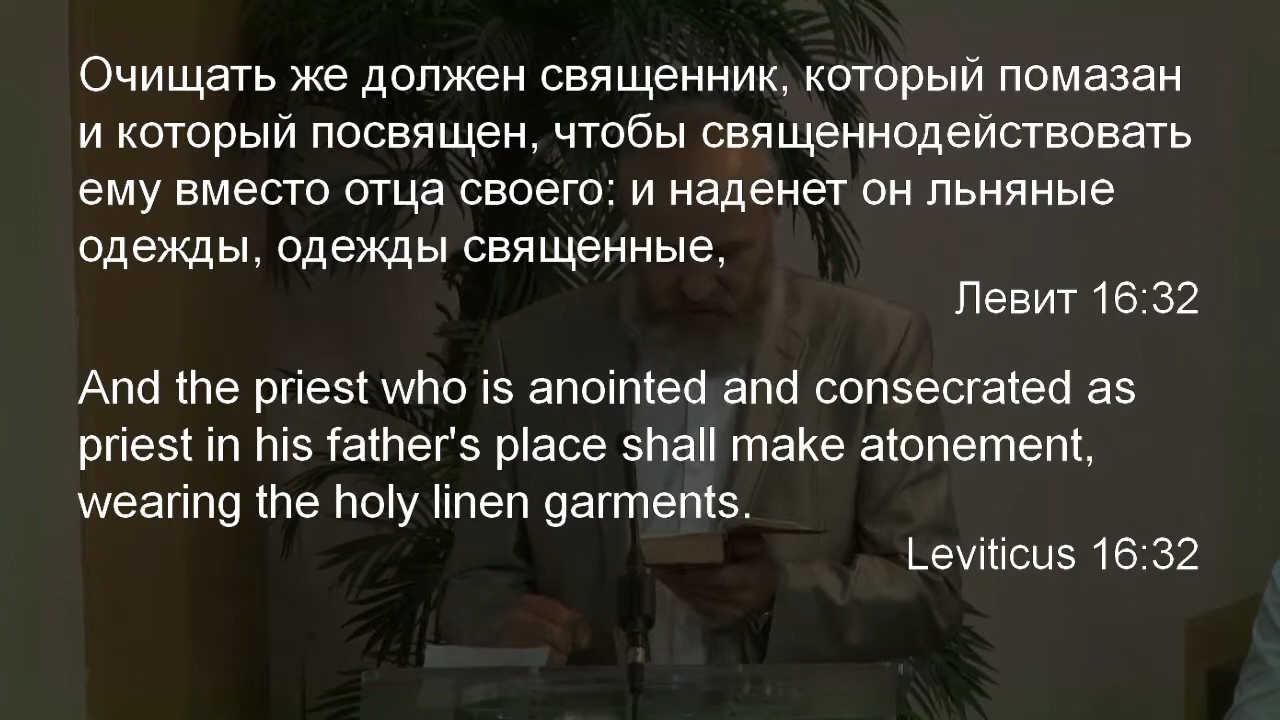 Очищать же должен священник, который помазан
и который посвящен, чтобы священнодействовать
ему вместо отца своего: и наденет он льняные
одежды, одежды священные,
Левит 16:32
And the priest who is anointed and consecrated as
priest in his father's place shall make atonement,
wearing the holy linen garments.
Leviticus 16:32